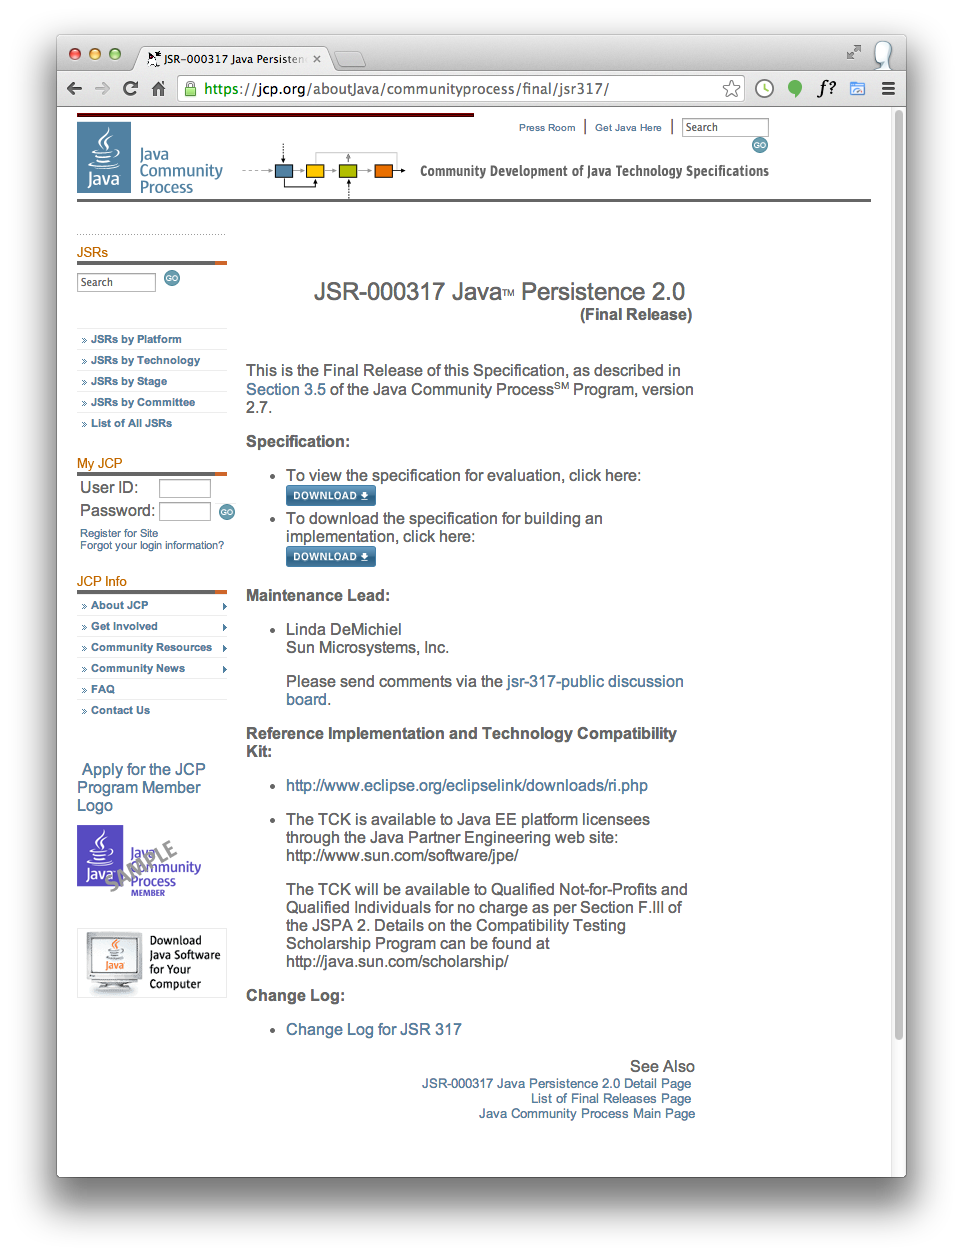 JSR-000317 Java Persisten
https://jcp.org/aboutJava/communityprocess/final/jsr317/
f?
Press Room | Get Java Here | Search
GO
Java
Java
Community
Process
Community Development of Java Technology Specifications
JSRs
Search GO
» JSRs by Platform
» JSRs by Technology
» JSRs by Stage
» JSRs by Committee
» List of All JSRs
My JCP
User ID:
Password: GO
Register for Site
Forgot your login information?
JCP Info
» About JCP
» Get Involved
» Community Resources
» Community News
» FAQ
» Contact Us
Apply for the JCP
Program Member
Logo
Java
Java
Community
Process
MEMBER
SAMPLE
Java
Download
Java Software
for Your
Computer
JSR-000317 Java™ Persistence 2.0
(Final Release)
This is the Final Release of this Specification, as described in
Section 3.5 of the Java Community Process℠ Program, version
2.7.
Specification:
• To view the specification for evaluation, click here:
DOWNLOAD
• To download the specification for building an
implementation, click here:
DOWNLOAD
Maintenance Lead:
• Linda DeMichiel
Sun Microsystems, Inc.
Please send comments via the jsr-317-public discussion
board.
Reference Implementation and Technology Compatibility
Kit:
• http://www.eclipse.org/eclipselink/downloads/ri.php
• The TCK is available to Java EE platform licensees
through the Java Partner Engineering web site:
http://www.sun.com/software/jpe/
The TCK will be available to Qualified Not-for-Profits and
Qualified Individuals for no charge as per Section F.III of
the JSPA 2. Details on the Compatibility Testing
Scholarship Program can be found at
http://java.sun.com/scholarship/
Change Log:
• Change Log for JSR 317
See Also
JSR-000317 Java Persistence 2.0 Detail Page
List of Final Releases Page
Java Community Process Main Page